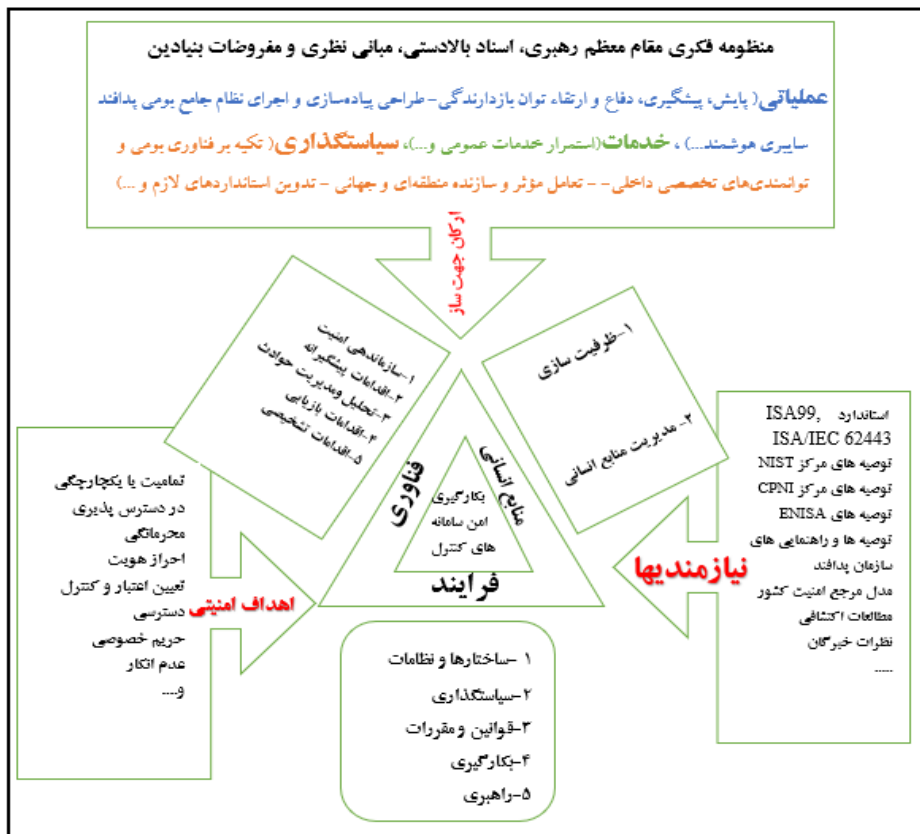 منظومه فکری مقام معظم رهبری، اسناد بالادستی، مبانی نظری و مفروضات بنیادین
عملیاتی( پایش، پیشگیری، دفاع و ارتقاء توان بازدارندگی- طراحی پیاده‌سازی و اجرای نظام جامع بومی پدافند
سایبری هوشمند...) ، خدمات(استمرار خدمات عمومی و...)، سیاستگذاری( تکیه بر فناوری بومی و
توانمندی‌های تخصصی داخلی- - تعامل مؤثر و سازنده منطقه‌ای و جهانی - تدوین استانداردهای لازم و ...)
ارکان جهت ساز
۱-ظرفیت سازی
۲- مدیریت منابع انسانی
۱-سازماندهی امنیت
۲-اقدامات پیشگیرانه
۳-تحلیل ومدیریت حوادث
۴-اقدامات بازیابی
۵-اقدامات تشخیصی
استاندارد ISA99,
ISA/IEC 62443
توصیه های مرکز NIST
توصیه های مرکز CPNI
توصیه های ENISA
توصیه ها و راهنمایی های
سازمان پدافند
مدل مرجع امنیت کشور
مطالعات اکتشافی
نظرات خبرگان
.....
نیازمندیها
منابع انسانی
فناوری
فرایند
بکارگیری
امن سامانه
های کنترل
اهداف امنیتی
تمامیت یا یکچارچگی
در دسترس پذیری
محرمانگی
احراز هویت
تعیین اعتبار و کنترل
دسترسی
حریم خصوصی
عدم انکار
و....
۱ -ساختارها و نظامات
۲-سیاستگذاری
۳-قوانین و مقررات
۴-بکارگیری
۵-راهبری